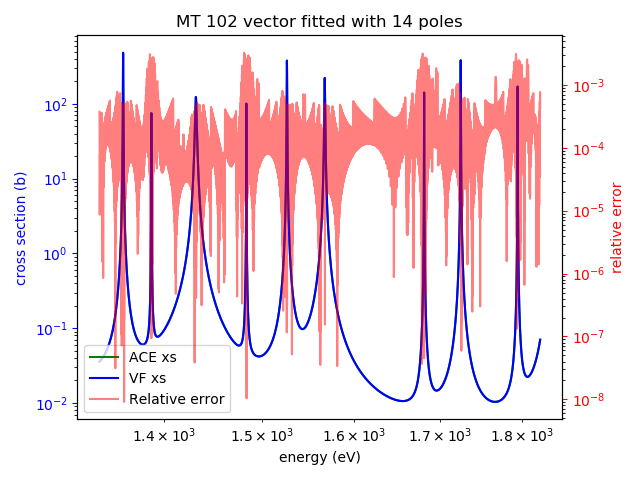 MT 102 vector fitted with 14 poles
cross section (b)
10²
10¹
10⁰
10⁻¹
10⁻²
10⁻³
10⁻⁴
10⁻⁵
10⁻⁶
10⁻⁷
10⁻⁸
relative error
ACE xs
VF xs
Relative error
1.4 × 10³ 1.5 × 10³ 1.6 × 10³ 1.7 × 10³ 1.8 × 10³
energy (eV)